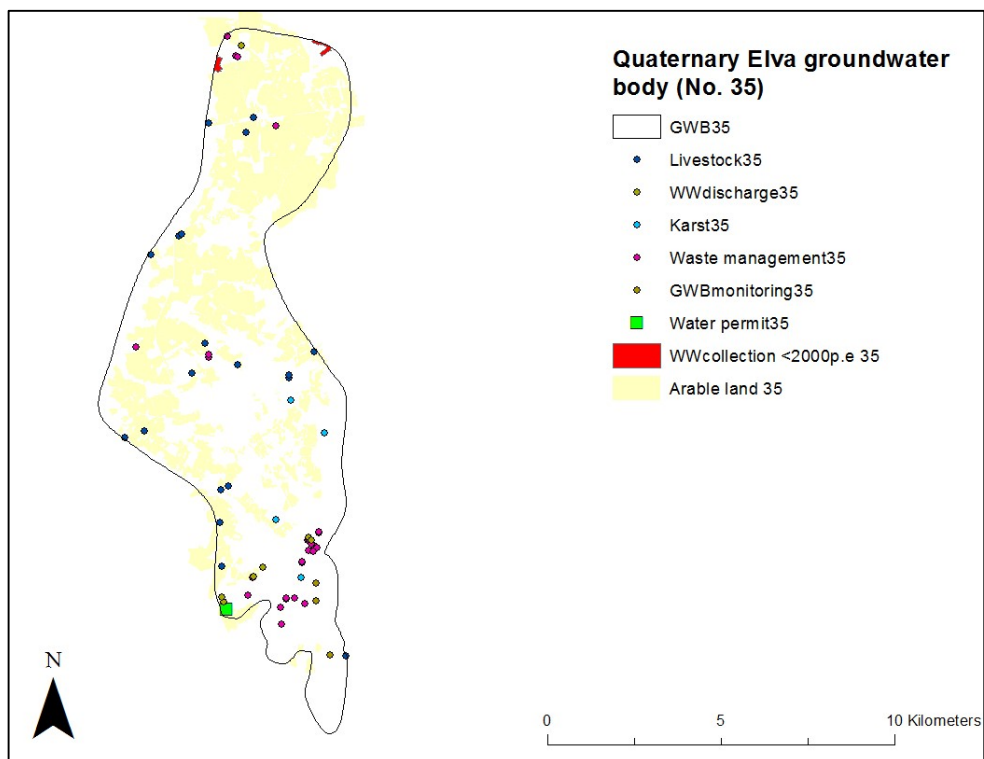 Quaternary Elva groundwater
body (No. 35)
GWB35
Livestock35
WWdischarge35
Karst35
Waste management35
GWBmonitoring35
Water permit35
WWcollection <2000p.e 35
Arable land 35
N
0 5 10 Kilometers